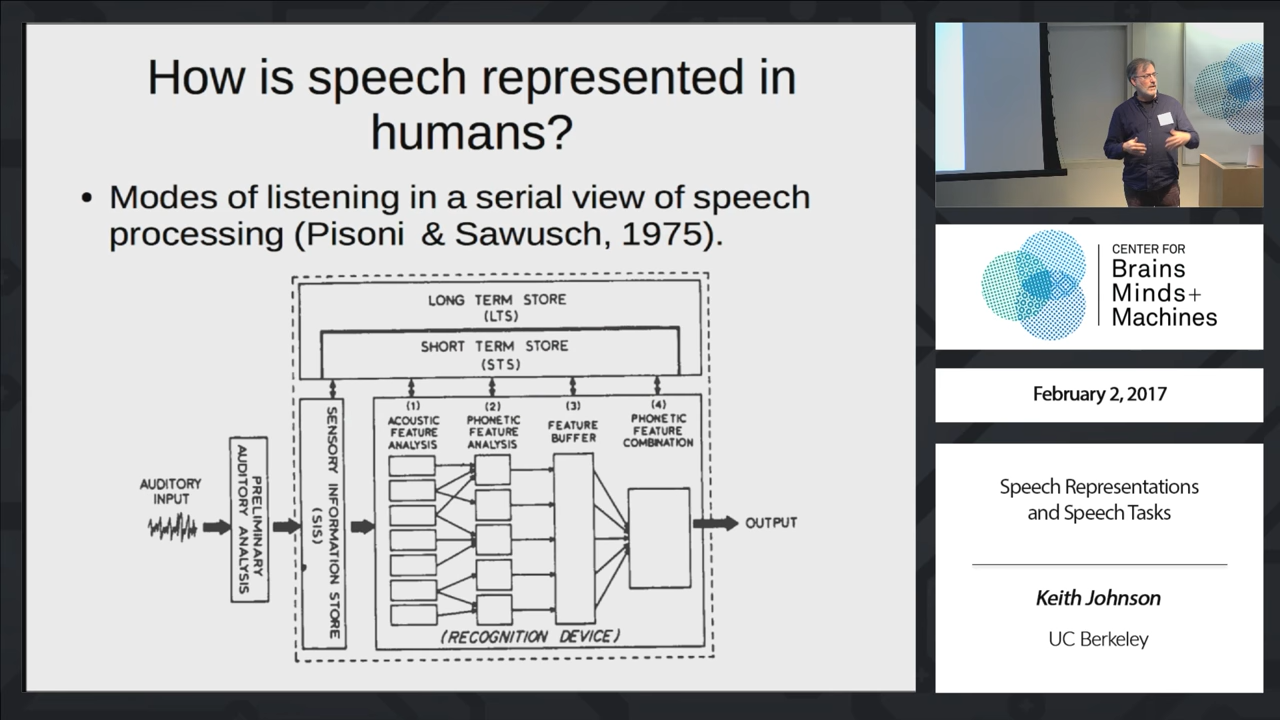 How is speech represented in
humans?
• Modes of listening in a serial view of speech
processing (Pisoni & Sawusch, 1975).
LONG TERM STORE
(LTS)
SHORT TERM STORE
(STS)
AUDITORY
INPUT
PRELIMINARY
AUDITORY ANALYSIS
SENSORY INFORMATION STORE
(SIS)
(1)
ACOUSTIC
FEATURE
ANALYSIS
(2)
PHONETIC
FEATURE
ANALYSIS
(3)
FEATURE
BUFFER
(4)
PHONETIC
FEATURE
COMBINATION
(RECOGNITION DEVICE)
OUTPUT
CENTER FOR
Brains
Minds+
Machines
February 2, 2017
Speech Representations
and Speech Tasks
Keith Johnson
UC Berkeley